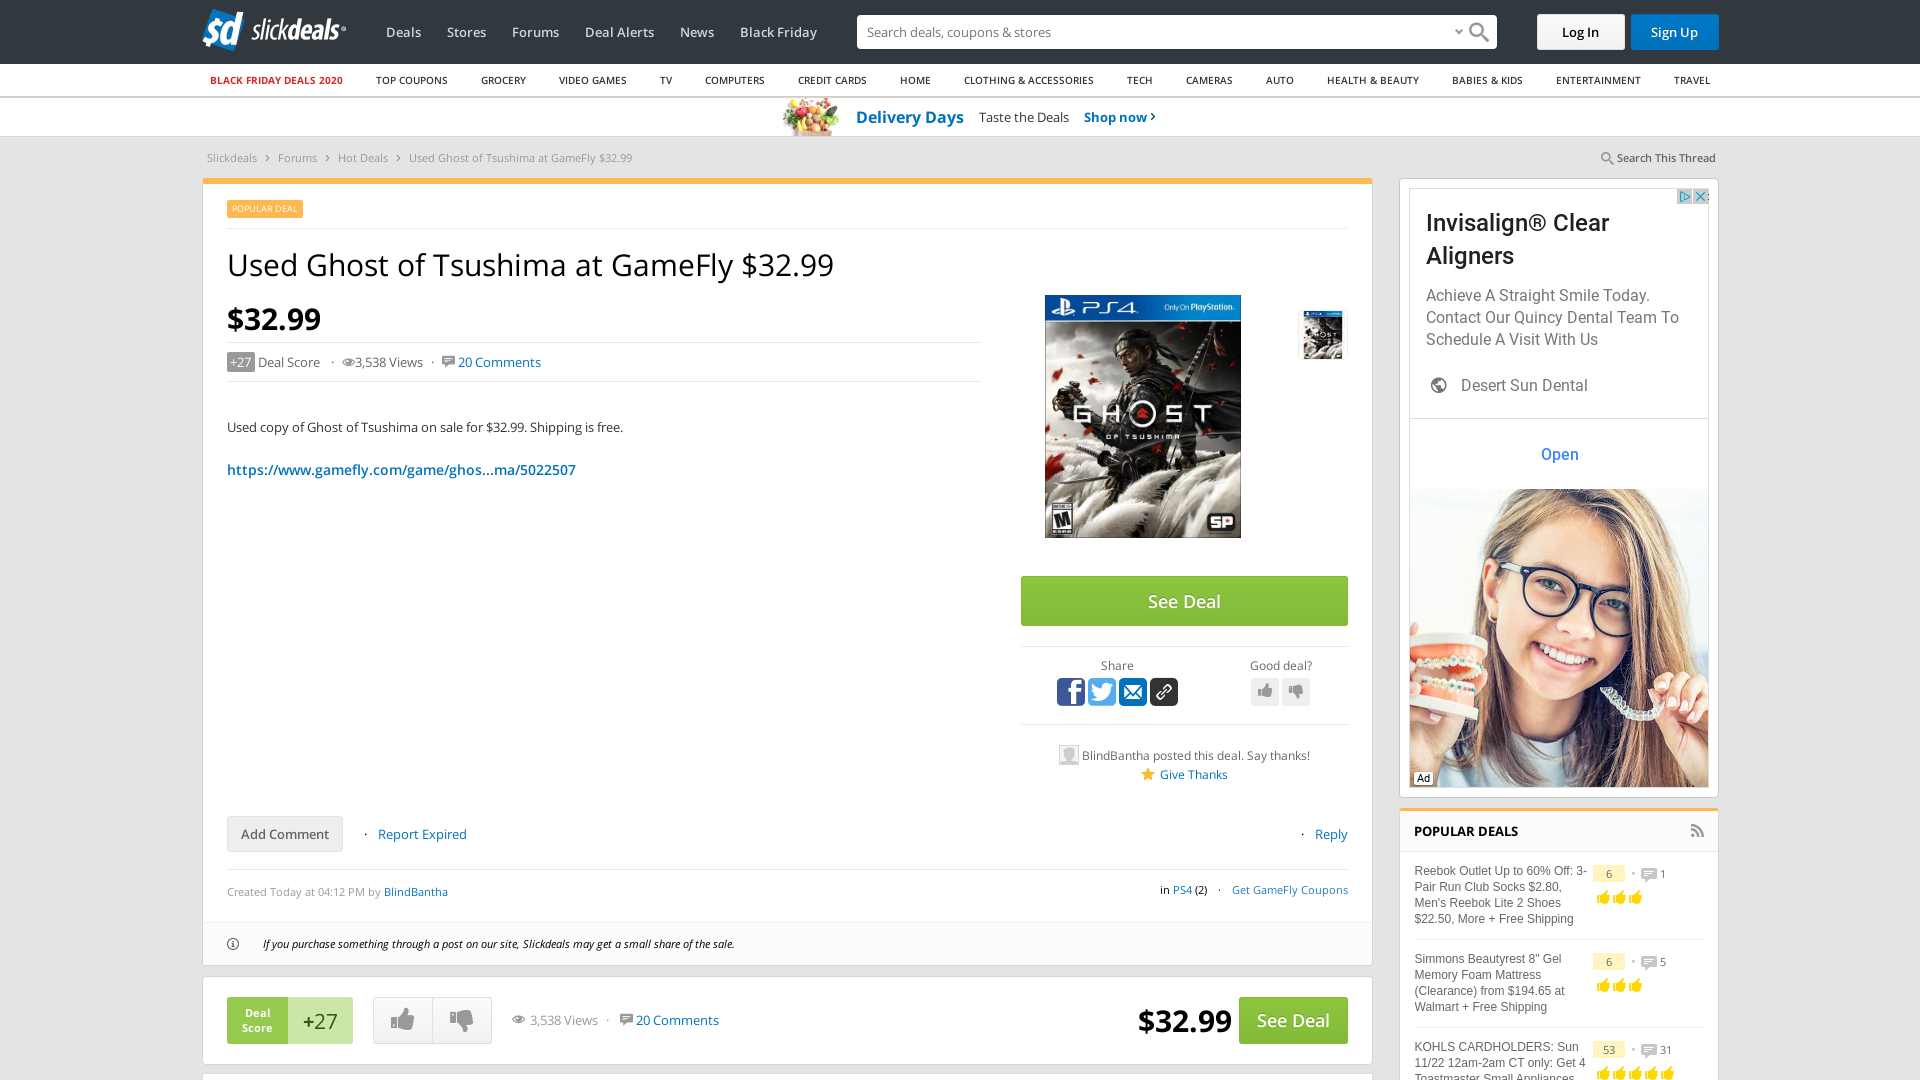 slickdeals
Deals
Stores
Forums
Deal Alerts
News
Black Friday
Search deals, coupons & stores
Log In
Sign Up
BLACK FRIDAY DEALS 2020
TOP COUPONS
GROCERY
VIDEO GAMES
TV
COMPUTERS
CREDIT CARDS
HOME
CLOTHING & ACCESSORIES
TECH
CAMERAS
AUTO
HEALTH & BEAUTY
BABIES & KIDS
ENTERTAINMENT
TRAVEL
Delivery Days Taste the Deals Shop now ›
Slickdeals › Forums › Hot Deals › Used Ghost of Tsushima at GameFly $32.99
Search This Thread
POPULAR DEAL
Used Ghost of Tsushima at GameFly $32.99
$32.99
+27 Deal Score · 3,538 Views · 20 Comments
Used copy of Ghost of Tsushima on sale for $32.99. Shipping is free.
https://www.gamefly.com/game/ghos...ma/5022507
PS4 Only On PlayStation.
GHOST
OF TSUSHIMA
M
SP
See Deal
Share
Good deal?
BlindBantha posted this deal. Say thanks!
Give Thanks
Add Comment · Report Expired
· Reply
Created Today at 04:12 PM by BlindBantha
in PS4 (2) · Get GameFly Coupons
If you purchase something through a post on our site, Slickdeals may get a small share of the sale.
Deal
Score
+27
3,538 Views · 20 Comments
$32.99
See Deal
Invisalign® Clear
Aligners
Achieve A Straight Smile Today.
Contact Our Quincy Dental Team To
Schedule A Visit With Us
Desert Sun Dental
Open
Ad
POPULAR DEALS
Reebok Outlet Up to 60% Off: 3-
Pair Run Club Socks $2.80,
Men's Reebok Lite 2 Shoes
$22.50, More + Free Shipping
6 • 1
Simmons Beautyrest 8" Gel
Memory Foam Mattress
(Clearance) from $194.65 at
Walmart + Free Shipping
6 • 5
KOHLS CARDHOLDERS: Sun
11/22 12am-2am CT only: Get 4
Toastmaster Small Appliances
53 • 31